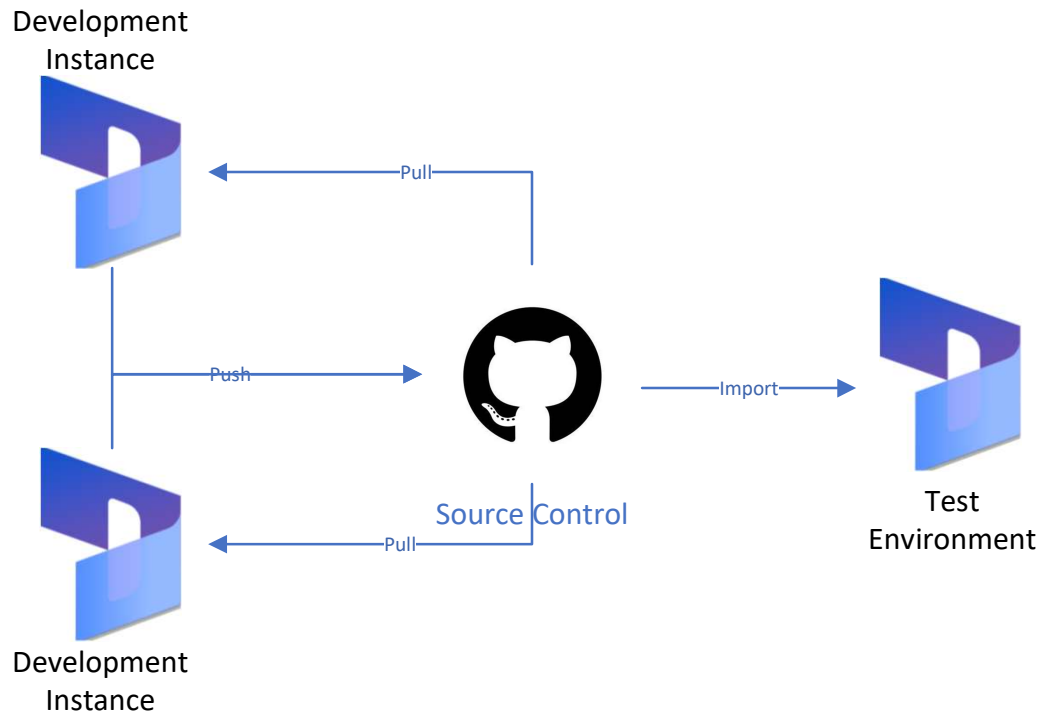 Development
Instance
Pull
Push
Import
Source Control
Pull
Test
Environment
Development
Instance